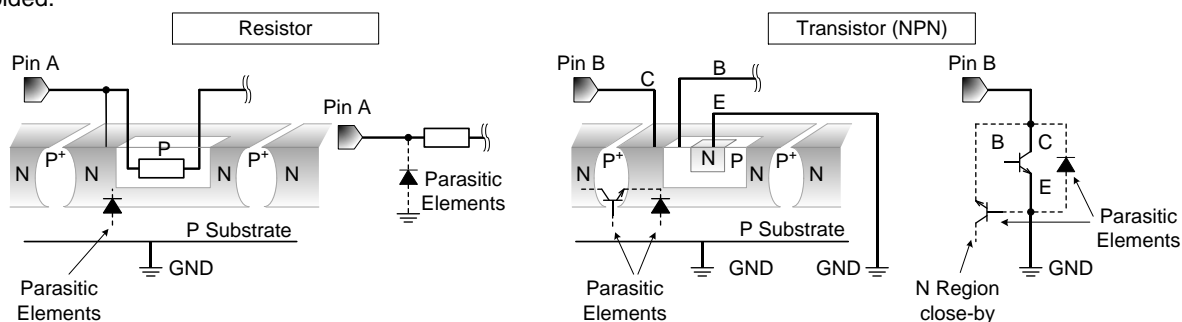 Resistor
Transistor (NPN)
Pin A
Pin A
P
N
P+
N
N
P+
N
Parasitic
Elements
P Substrate
GND
Parasitic
Elements
Pin B
C
B
E
N
P+
N
N
P
N
P+
N
P Substrate
GND
GND
Parasitic
Elements
Pin B
B
C
E
Parasitic
Elements
GND
N Region
close-by